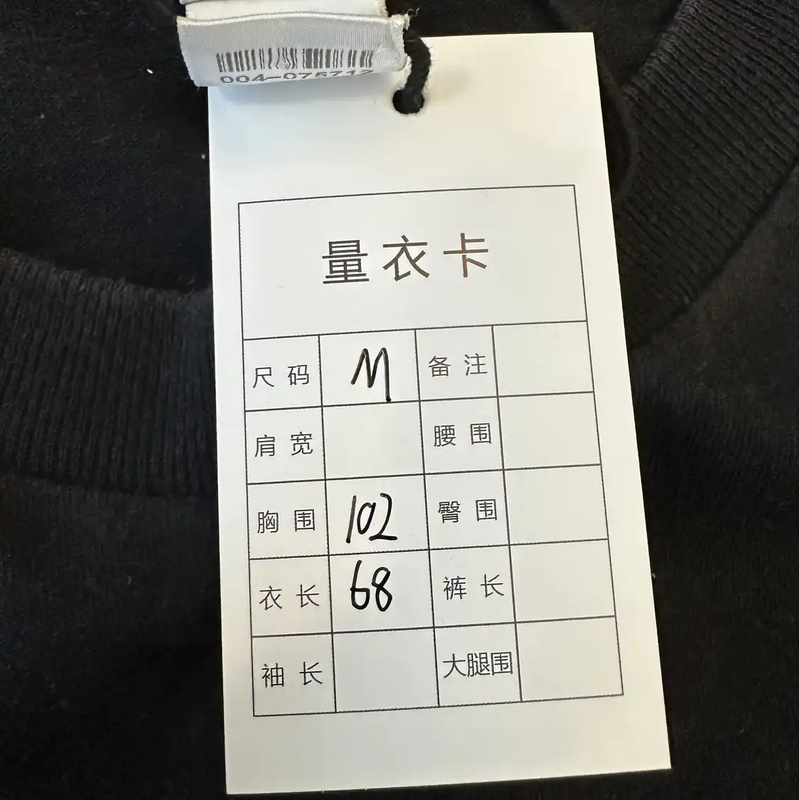 004-075717
量衣卡
尺码 M 备注
肩宽 腰围
胸围 102 臀围
衣长 68 裤长
袖长 大腿围